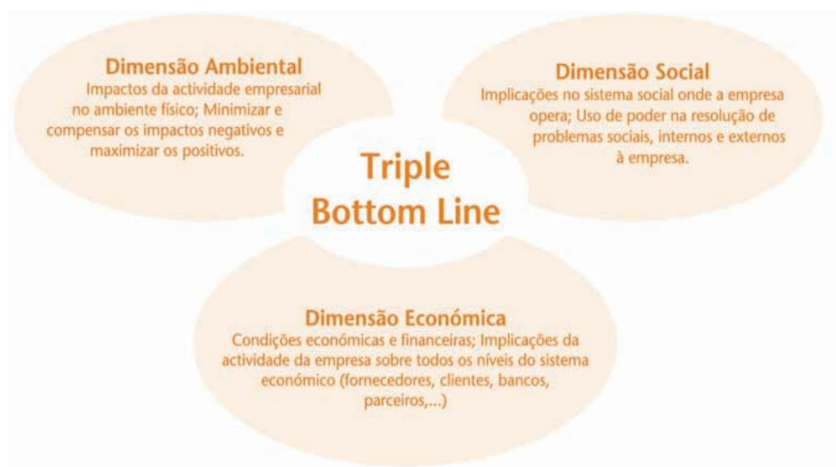 Dimensão Ambiental
Impactos da actividade empresarial
no ambiente físico; Minimizar e
compensar os impactos negativos e
maximizar os positivos.
Dimensão Social
Implicações no sistema social onde a empresa
opera; Uso de poder na resolução de
problemas sociais, internos e externos
à empresa.
Triple
Bottom Line
Dimensão Económica
Condições económicas e financeiras; Implicações da
actividade da empresa sobre todos os níveis do sistema
económico (fornecedores, clientes, bancos,
parceiros,...)